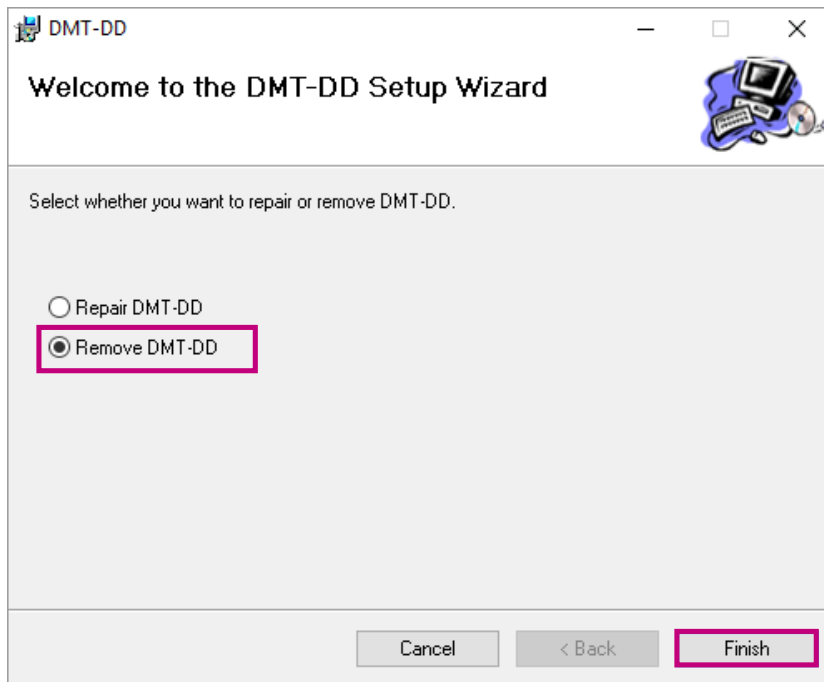 DMT-DD
Welcome to the DMT-DD Setup Wizard
Select whether you want to repair or remove DMT-DD.
Repair DMT-DD
Remove DMT-DD
Cancel
< Back
Finish